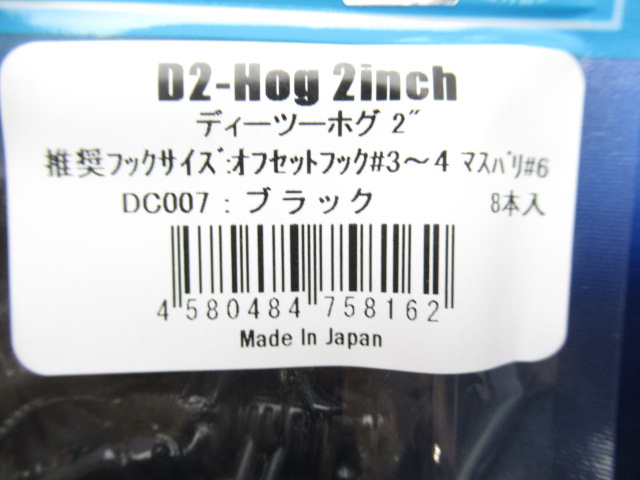 D2-Hog 2inch
ディーツーホグ 2"
推奨フックサイズ:オフセットフック#3～4 マスバリ#6
DC007 : ブラック 8本入
4 580484 758162
Made In Japan